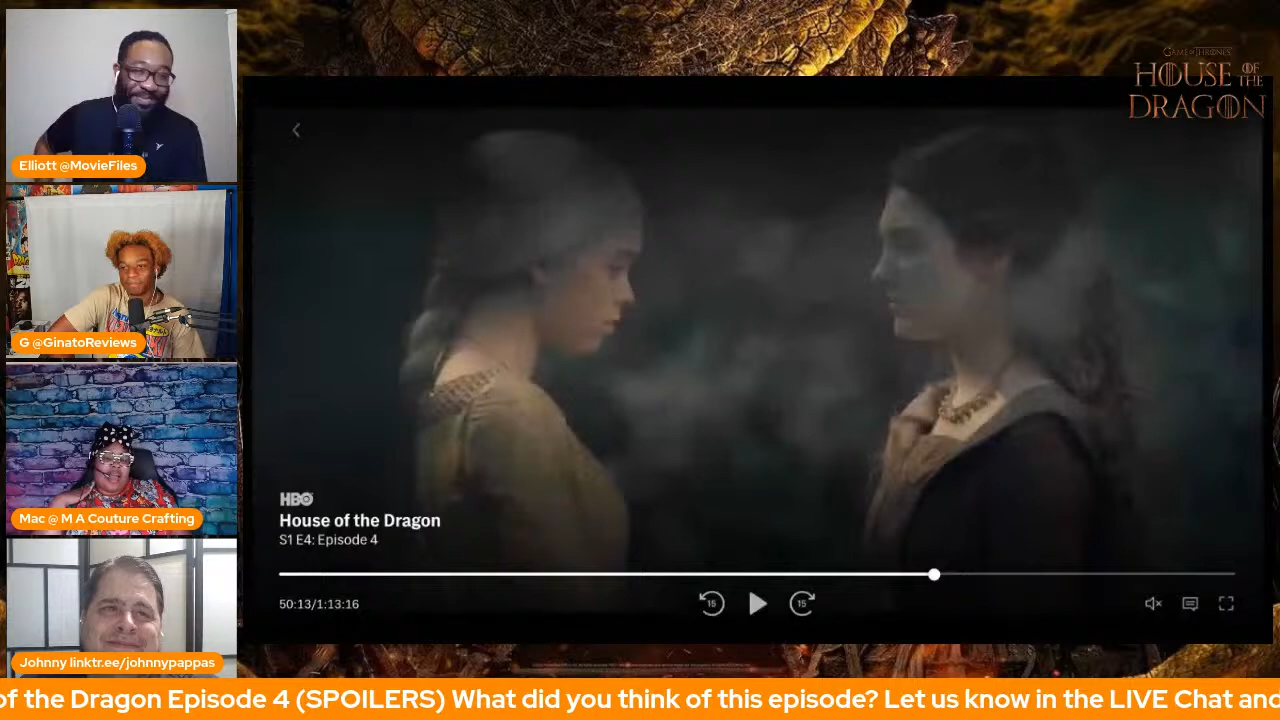 GAME OF THRONES
HOUSE OF THE
DRAGON
Elliott @MovieFiles
G @GinatoReviews
Mac @ M A Couture Crafting
Johnny linktr.ee/johnnypappas
HBO
House of the Dragon
S1 E4: Episode 4
50:13/1:13:16
15
15
of the Dragon Episode 4 (SPOILERS) What did you think of this episode? Let us know in the LIVE Chat and